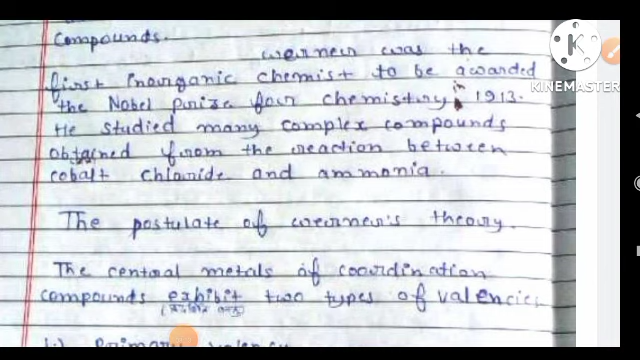 compounds.
werner was the
first inorganic chemist to be awarded
the Nobel prize for chemistry in 1913.
He studied many complex compounds
obtained from the reaction between
cobalt chloride and ammonia.
The postulate of werner's theory.
The central metals of coordination
compounds exhibit two types of valencies
Primary valency
KINEMASTER